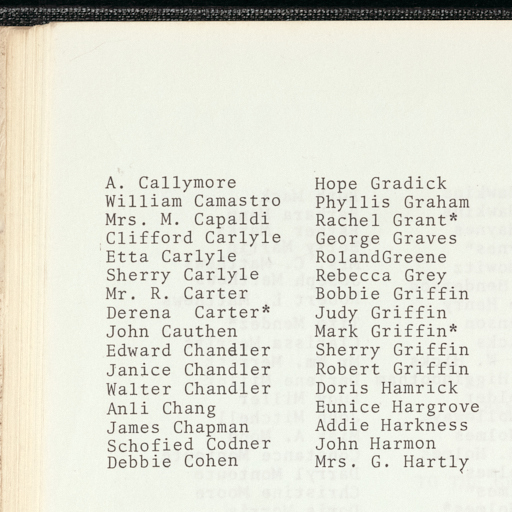 A. Callymore
William Camastro
Mrs. M. Capaldi
Clifford Carlyle
Etta Carlyle
Sherry Carlyle
Mr. R. Carter
Derena  Carter*
John Cauthen
Edward Chandler
Janice Chandler
Walter Chandler
Anli Chang
James Chapman
Schofied Codner
Debbie Cohen
Hope Gradick
Phyllis Graham
Rachel Grant*
George Graves
RolandGreene
Rebecca Grey
Bobbie Griffin
Judy Griffin
Mark Griffin*
Sherry Griffin
Robert Griffin
Doris Hamrick
Eunice Hargrove
Addie Harkness
John Harmon
Mrs. G. Hartly